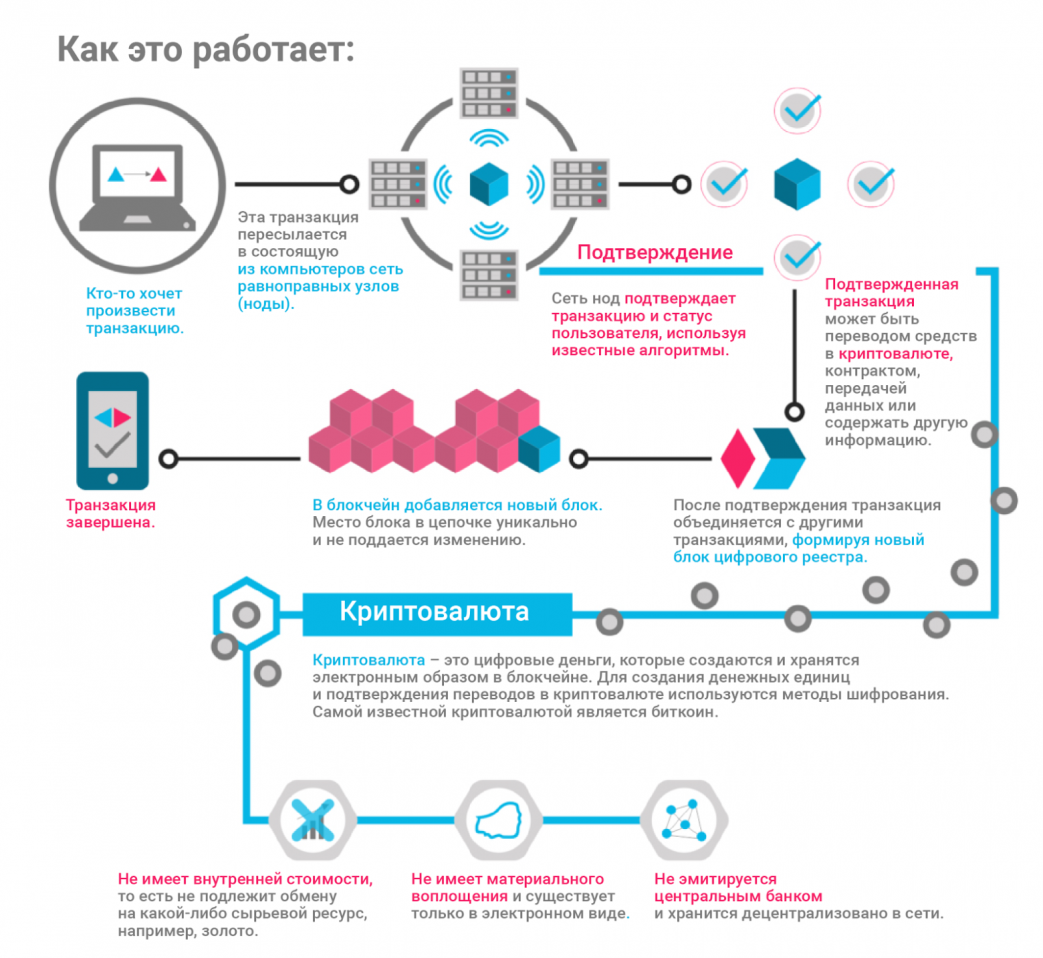 Как это работает:
Кто-то хочет
произвести
транзакцию.
Эта транзакция
пересылается
в состоящую
из компьютеров сеть
равноправных узлов
(ноды).
Подтверждение
Сеть нод подтверждает
транзакцию и статус
пользователя, используя
известные алгоритмы.
Подтвержденная
транзакция
может быть
переводом средств
в криптовалюте,
контрактом,
передачей
данных или
содержать другую
информацию.
После подтверждения транзакция
объединяется с другими
транзакциями, формируя новый
блок цифрового реестра.
В блокчейн добавляется новый блок.
Место блока в цепочке уникально
и не поддается изменению.
Транзакция
завершена.
Криптовалюта
Криптовалюта – это цифровые деньги, которые создаются и хранятся
электронным образом в блокчейне. Для создания денежных единиц
и подтверждения переводов в криптовалюте используются методы шифрования.
Самой известной криптовалютой является биткоин.
Не имеет внутренней стоимости,
то есть не подлежит обмену
на какой-либо сырьевой ресурс,
например, золото.
Не имеет материального
воплощения и существует
только в электронном виде.
Не эмитируется
центральным банком
и хранится децентрализовано в сети.